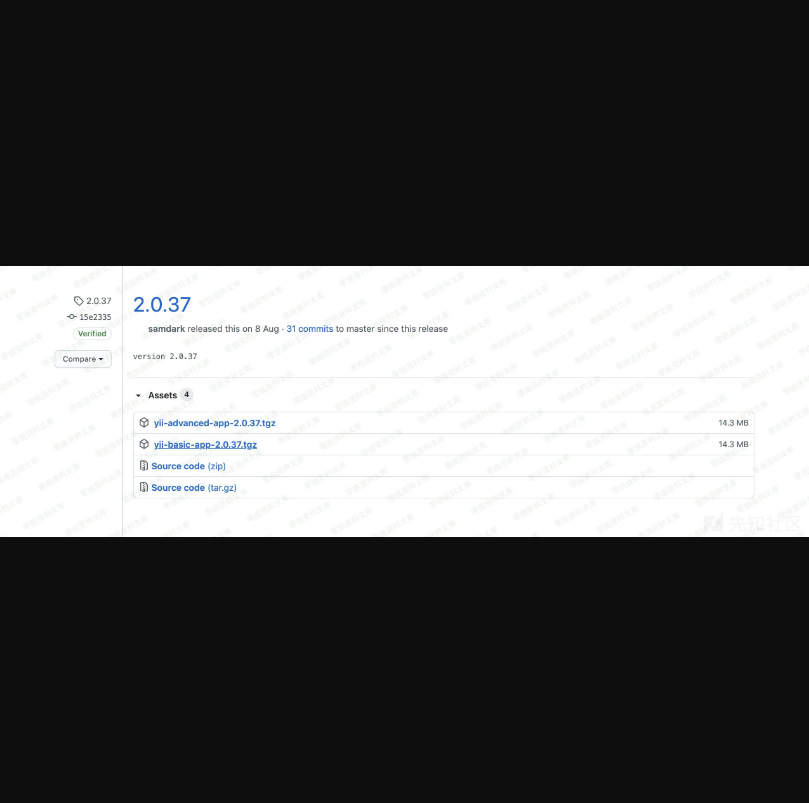 2.0.37
15e2335
Verified
Compare
2.0.37
samdark released this on 8 Aug · 31 commits to master since this release
version 2.0.37
Assets 4
yii-advanced-app-2.0.37.tgz 14.3 MB
yii-basic-app-2.0.37.tgz 14.3 MB
Source code (zip)
Source code (tar.gz)
先知社区